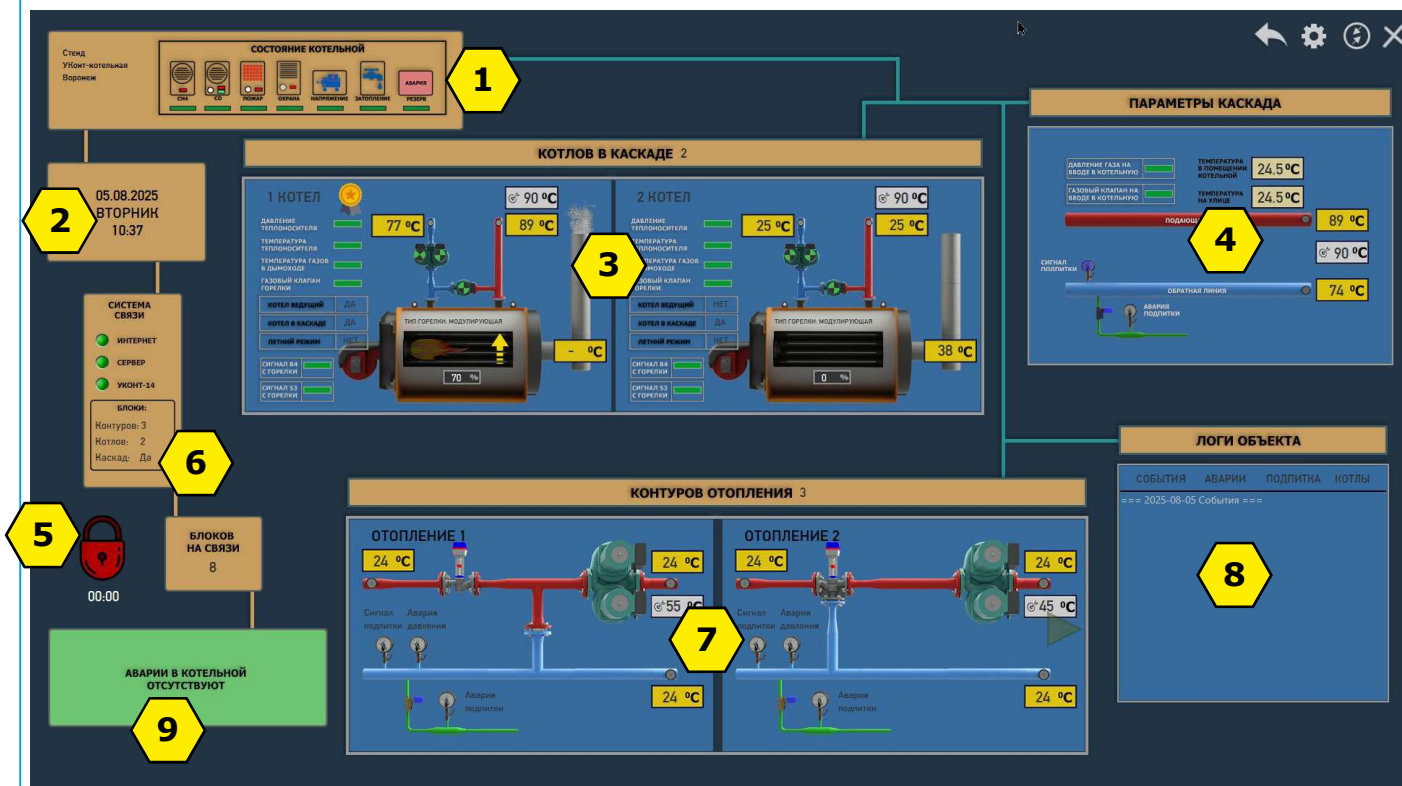 Стенд
УКонт-котельная
Воронеж
СОСТОЯНИЕ КОТЕЛЬНОЙ
CH4
CO
ПОЖАР
ОХРАНА
НАПРЯЖЕНИЕ
ЗАТОПЛЕНИЕ
АВАРИЯ
РЕЗЕРВ
1
2
05.08.2025
ВТОРНИК
10:37
СИСТЕМА
СВЯЗИ
ИНТЕРНЕТ
СЕРВЕР
УКОНТ-14
БЛОКИ:
Контуров: 3
Котлов: 2
Каскад: Да
6
5
00:00
БЛОКОВ
НА СВЯЗИ
8
АВАРИИ В КОТЕЛЬНОЙ
ОТСУТСТВУЮТ
9
КОТЛОВ В КАСКАДЕ 2
1 КОТЕЛ
90 ºC
ДАВЛЕНИЕ
ТЕПЛОНОСИТЕЛЯ
77 ºC
89 ºC
ТЕМПЕРАТУРА
ТЕПЛОНОСИТЕЛЯ
ТЕМПЕРАТУРА ГАЗОВ
В ДЫМОХОДЕ
ГАЗОВЫЙ КЛАПАН
ГОРЕЛКИ
КОТЕЛ ВЕДУЩИЙ ДА
КОТЕЛ В КАСКАДЕ ДА
ЛЕТНИЙ РЕЖИМ НЕТ
СИГНАЛ B4
С ГОРЕЛКИ
СИГНАЛ S3
С ГОРЕЛКИ
ТИП ГОРЕЛКИ: МОДУЛИРУЮЩАЯ
70 %
- ºC
3
2 КОТЕЛ
90 ºC
ДАВЛЕНИЕ
ТЕПЛОНОСИТЕЛЯ
25 ºC
25 ºC
ТЕМПЕРАТУРА
ТЕПЛОНОСИТЕЛЯ
ТЕМПЕРАТУРА ГАЗОВ
В ДЫМОХОДЕ
ГАЗОВЫЙ КЛАПАН
ГОРЕЛКИ
КОТЕЛ ВЕДУЩИЙ НЕТ
КОТЕЛ В КАСКАДЕ ДА
ЛЕТНИЙ РЕЖИМ НЕТ
СИГНАЛ B4
С ГОРЕЛКИ
СИГНАЛ S3
С ГОРЕЛКИ
ТИП ГОРЕЛКИ: МОДУЛИРУЮЩАЯ
0 %
38 ºC
ПАРАМЕТРЫ КАСКАДА
ДАВЛЕНИЕ ГАЗА НА
ВВОДЕ В КОТЕЛЬНУЮ
ТЕМПЕРАТУРА
В ПОМЕЩЕНИИ
КОТЕЛЬНОЙ
24.5 ºC
ГАЗОВЫЙ КЛАПАН НА
ВВОДЕ В КОТЕЛЬНУЮ
ТЕМПЕРАТУРА
НА УЛИЦЕ
24.5 ºC
4
89 ºC
90 ºC
СИГНАЛ
ПОДПИТКИ
ОБРАТНАЯ ЛИНИЯ
74 ºC
АВАРИЯ
ПОДПИТКИ
КОНТУРОВ ОТОПЛЕНИЯ 3
ОТОПЛЕНИЕ 1
24 ºC
24 ºC
55 ºC
Сигнал
подпитки
Авария
давления
24 ºC
Авария
подпитки
7
ОТОПЛЕНИЕ 2
24 ºC
24 ºC
45 ºC
Сигнал
подпитки
Авария
давления
24 ºC
Авария
подпитки
ЛОГИ ОБЪЕКТА
СОБЫТИЯ АВАРИИ ПОДПИТКА КОТЛЫ
=== 2025-08-05 События ===
8